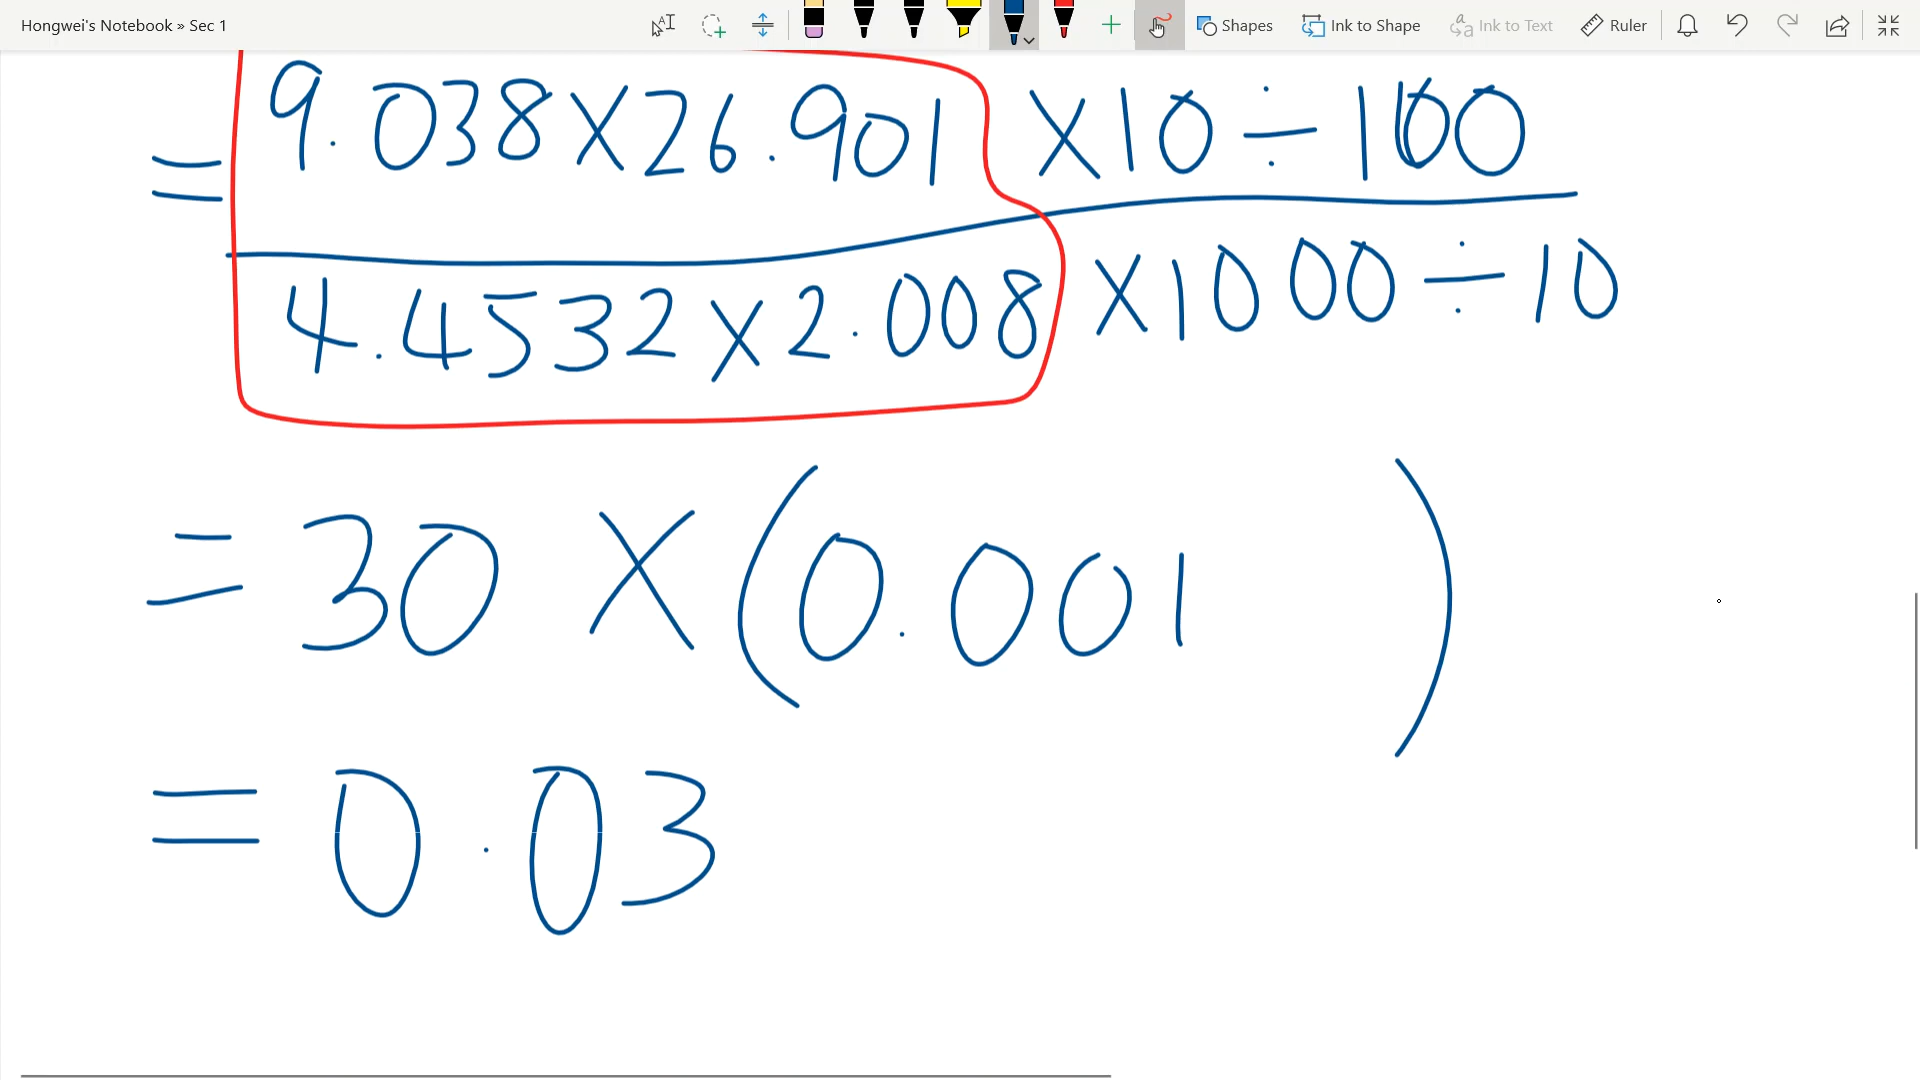 Hongwei's Notebook » Sec 1
Shapes Ink to Shape Ink to Text Ruler
9.038×26.901 ×10÷100
=
4.4532×2.008 ×1000÷10
= 30 × (0.001 )
= 0.03